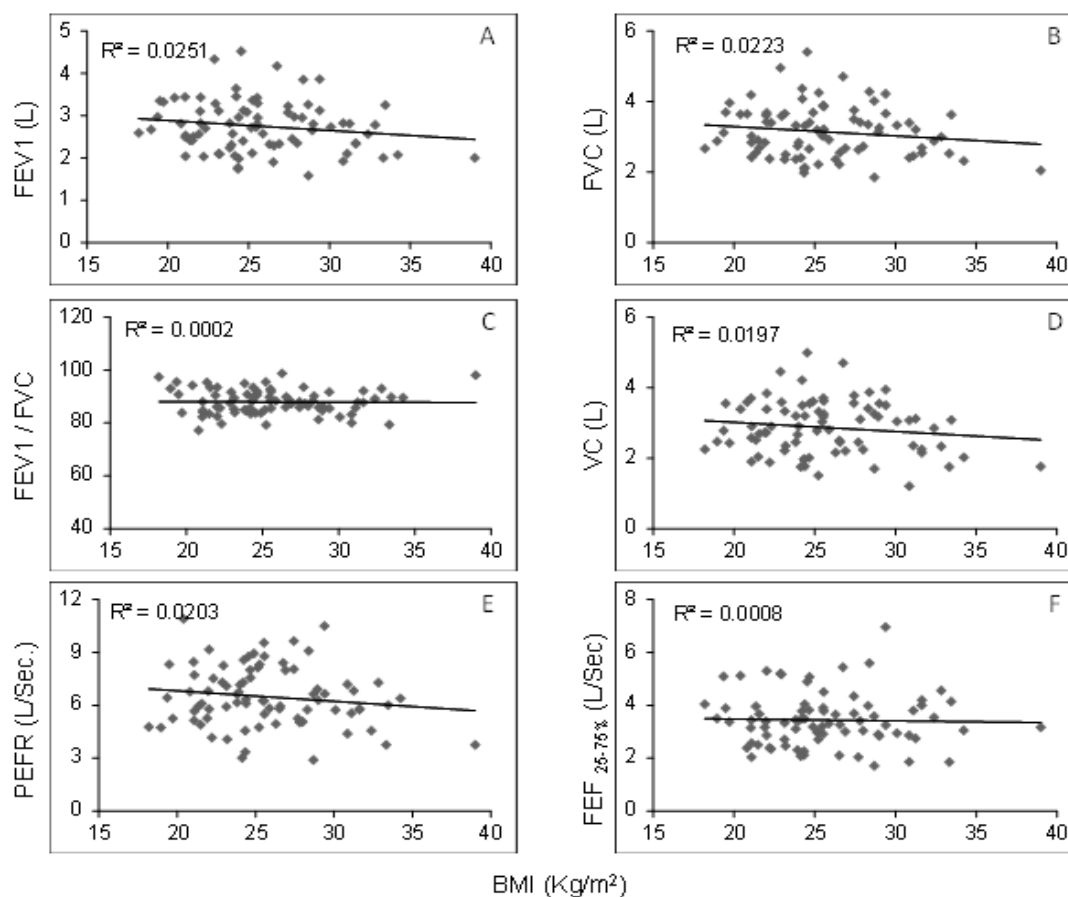 A
R² = 0.0251
FEV1 (L)
5
4
3
2
1
0
15 20 25 30 35 40
B
R² = 0.0223
FVC (L)
6
4
2
0
15 20 25 30 35 40
C
R² = 0.0002
FEV1 / FVC
120
100
80
60
40
15 20 25 30 35 40
D
R² = 0.0197
VC (L)
6
4
2
0
15 20 25 30 35 40
E
R² = 0.0203
PEFR (L/Sec.)
12
9
6
3
0
15 20 25 30 35 40
F
R² = 0.0008
FEF 25-75% (L/Sec)
8
6
4
2
0
15 20 25 30 35 40
BMI (Kg/m²)